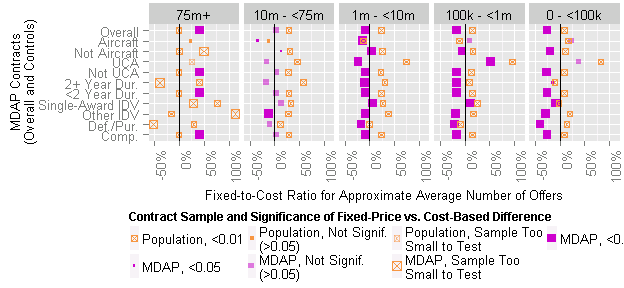 75m+ 10m - <75m 1m - <10m 100k - <1m 0 - <100k
MDAP Contracts
(Overall and Controls)
Overall
Aircraft
Not Aircraft
UCA
Not UCA
2+ Year Dur.
<2 Year Dur.
Single-Award IDV
Other IDV
Def./Pur.
Comp.
-50% 0% 50% 100% -50% 0% 50% 100% -50% 0% 50% 100% -50% 0% 50% 100% -50% 0% 50% 100%
Fixed-to-Cost Ratio for Approximate Average Number of Offers
Contract Sample and Significance of Fixed-Price vs. Cost-Based Difference
Population, <0.01
Population, Not Signif.
(>0.05)
Population, Sample Too
Small to Test
MDAP, <0.
MDAP, <0.05
MDAP, Not Signif.
(>0.05)
MDAP, Sample Too
Small to Test